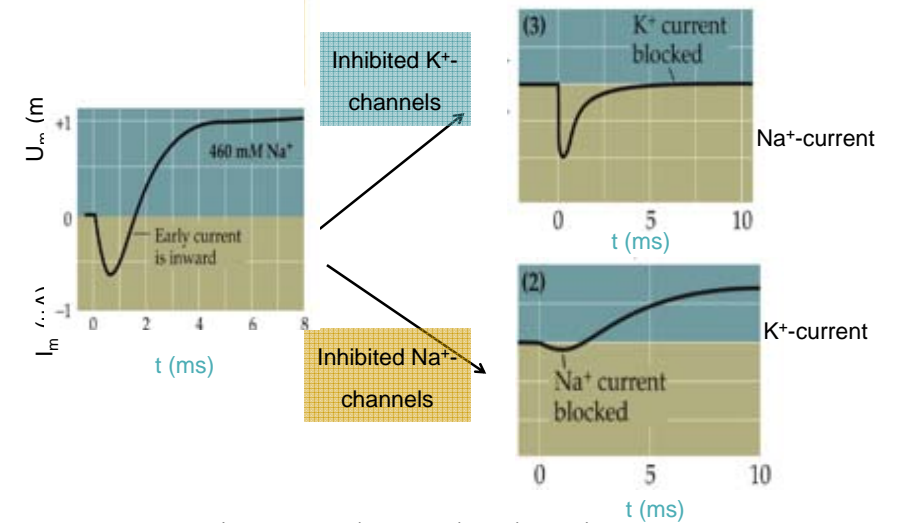 U_m (m
I_m
+1
0
−1
460 mM Na⁺
Early current
is inward
0 2 4 6 8
t (ms)
Inhibited K⁺-
channels
Inhibited Na⁺-
channels
(3)
K⁺ current
blocked
Na⁺-current
0 5 10
t (ms)
(2)
K⁺-current
Na⁺ current
blocked
0 5 10
t (ms)